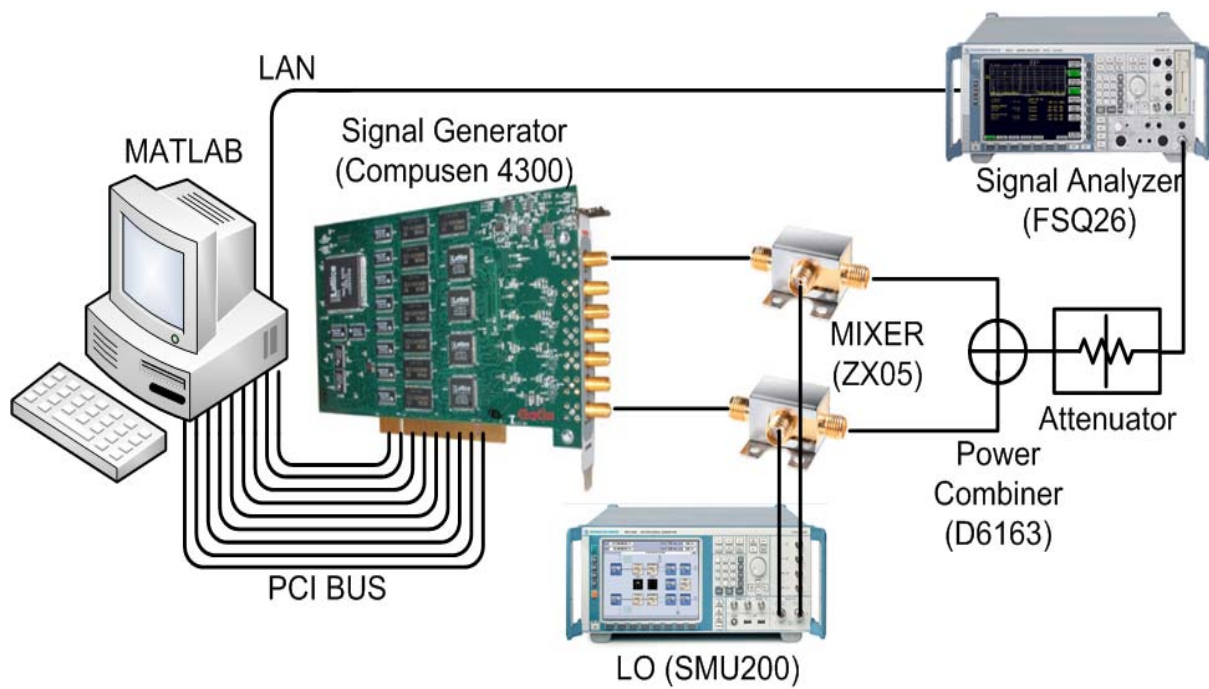 LAN
Signal Generator
(Compusen 4300)
MATLAB
Signal Analyzer
(FSQ26)
MIXER
(ZX05)
Attenuator
Power
Combiner
(D6163)
PCI BUS
LO (SMU200)